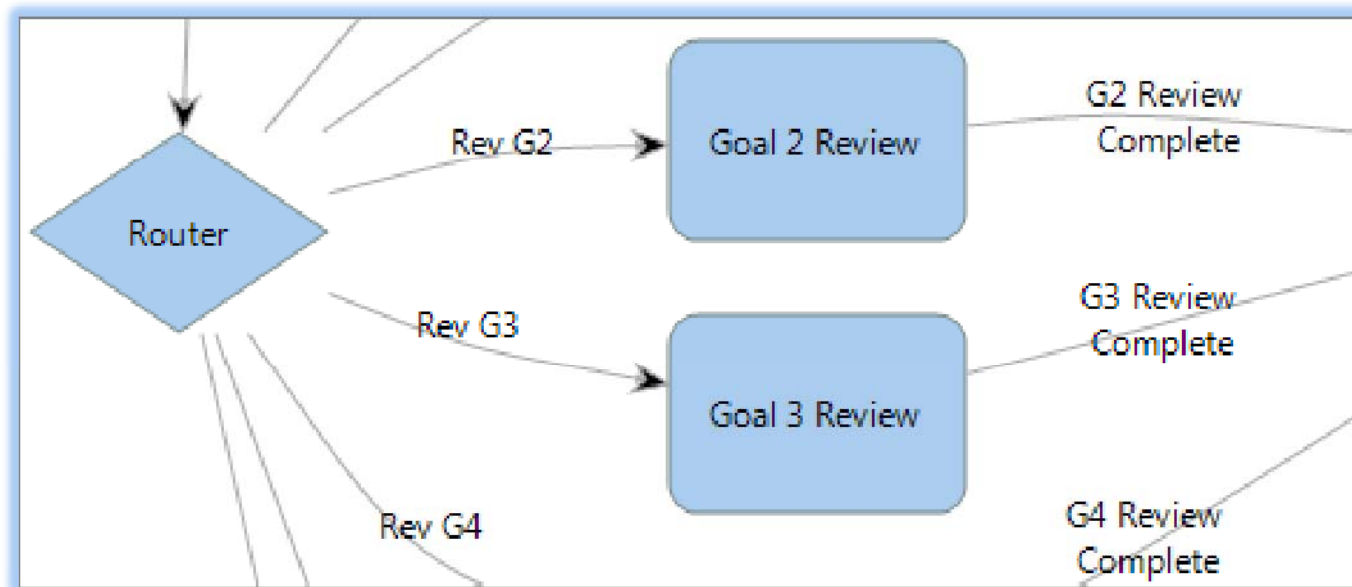 G2 Review
Complete
Rev G2
Goal 2 Review
Router
G3 Review
Complete
Rev G3
Goal 3 Review
Rev G4
G4 Review
Complete